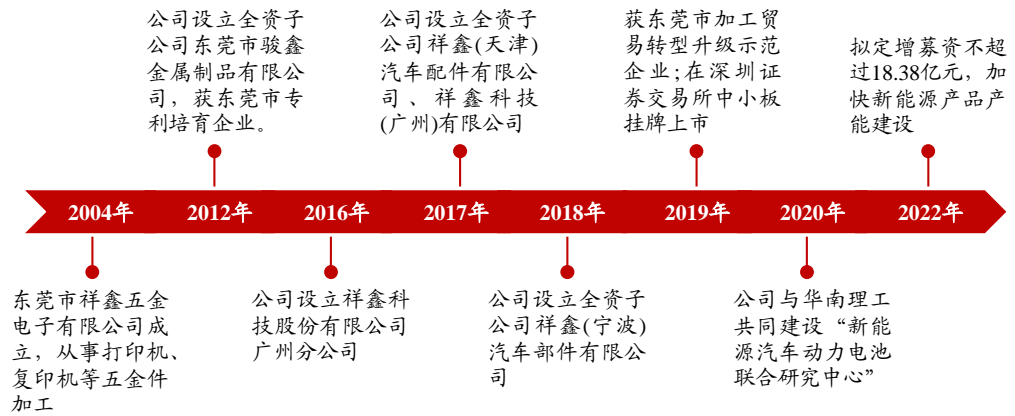 公司设立全资子
公司东莞市骏鑫
金属制品有限公
司，获东莞市专
利培育企业。
公司设立全资子
公司祥鑫(天津)
汽车配件有限公
司、祥鑫科技
(广州)有限公司
获东莞市加工贸
易转型升级示范
企业;在深圳证
券交易所中小板
挂牌上市
拟定增募资不超
过18.38亿元，加
快新能源产品产
能建设
2004年
2012年
2016年
2017年
2018年
2019年
2020年
2022年
东莞市祥鑫五金
电子有限公司成
立，从事打印机、
复印机等五金件
加工
公司设立祥鑫科
技股份有限公司
广州分公司
公司设立全资子
公司祥鑫(宁波)
汽车部件有限公
司
公司与华南理工
共同建设“新能
源汽车动力电池
联合研究中心”